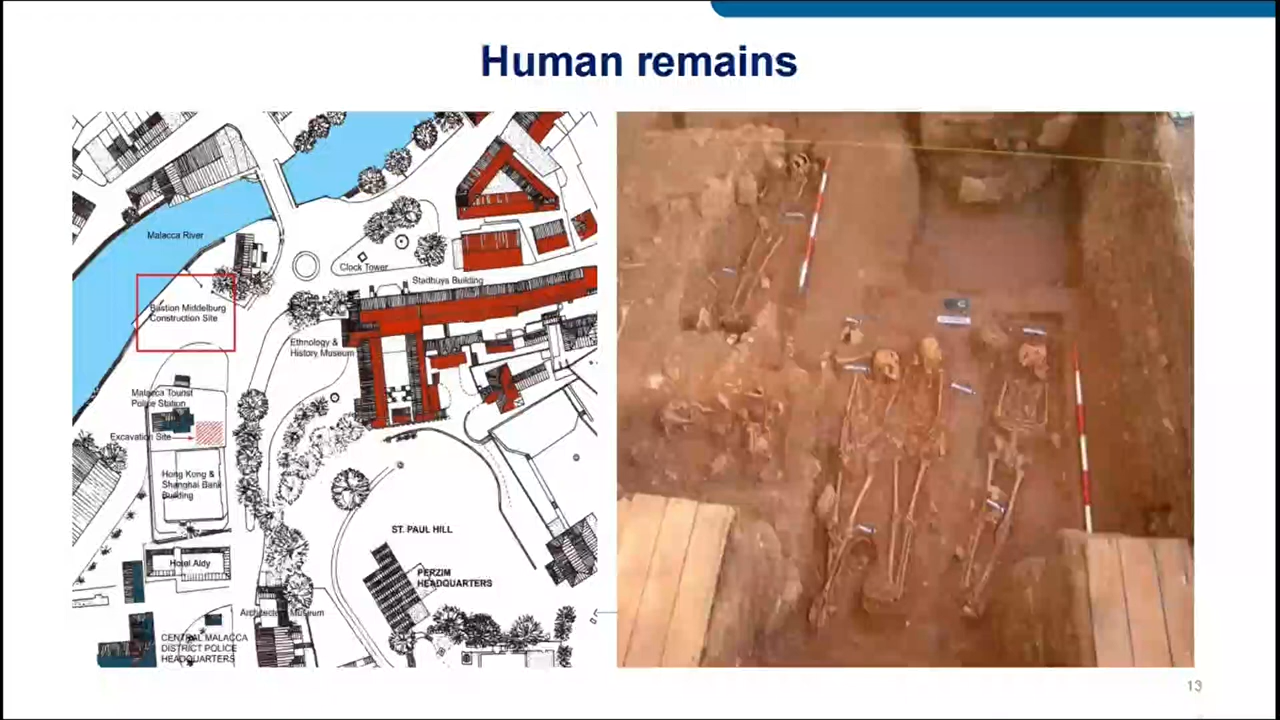 Human remains
Malacca River
Clock Tower
Stadhuys Building
Bastion Middelburg
Construction Site
Ethnology &
History Museum
Malacca Tourist
Police Station
Excavation Site
Hong Kong &
Shanghai Bank
Building
ST. PAUL HILL
Hotel Aldy
PERZIM
HEADQUARTERS
Architecture Museum
CENTRAL MALACCA
DISTRICT POLICE
HEADQUARTERS
13